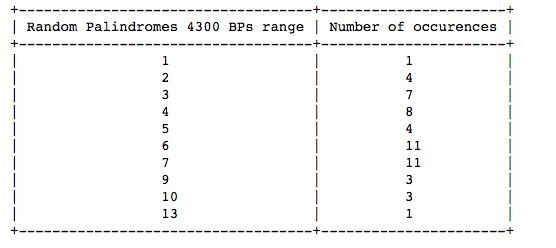 Random Palindromes 4300 BPs range | Number of occurences
1 | 1
2 | 4
3 | 7
4 | 8
5 | 4
6 | 11
7 | 11
9 | 3
10 | 3
13 | 1